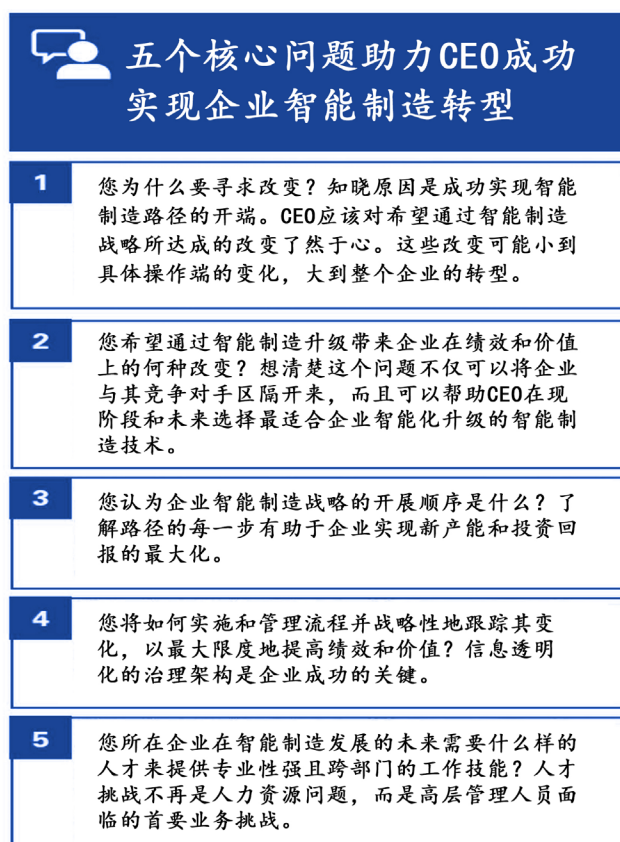 五个核心问题助力CEO成功
实现企业智能制造转型
1
您为什么要寻求改变？知晓原因是成功实现智能
制造路径的开端。CEO应该对希望通过智能制造
战略所达成的改变了然于心。这些改变可能小到
具体操作端的变化，大到整个企业的转型。
2
您希望通过智能制造升级带来企业在绩效和价值
上的何种改变？想清楚这个问题不仅可以将企业
与其竞争对手区隔开来，而且可以帮助CEO在现
阶段和未来选择最适合企业智能化升级的智能制
造技术。
3
您认为企业智能制造战略的开展顺序是什么？了
解路径的每一步有助于企业实现新产能和投资回
报的最大化。
4
您将如何实施和管理流程并战略性地跟踪其变
化，以最大限度地提高绩效和价值？信息透明
化的治理架构是企业成功的关键。
5
您所在企业在智能制造发展的未来需要什么样的
人才来提供专业性强且跨部门的工作技能？人才
挑战不再是人力资源问题，而是高层管理人员面
临的首要业务挑战。